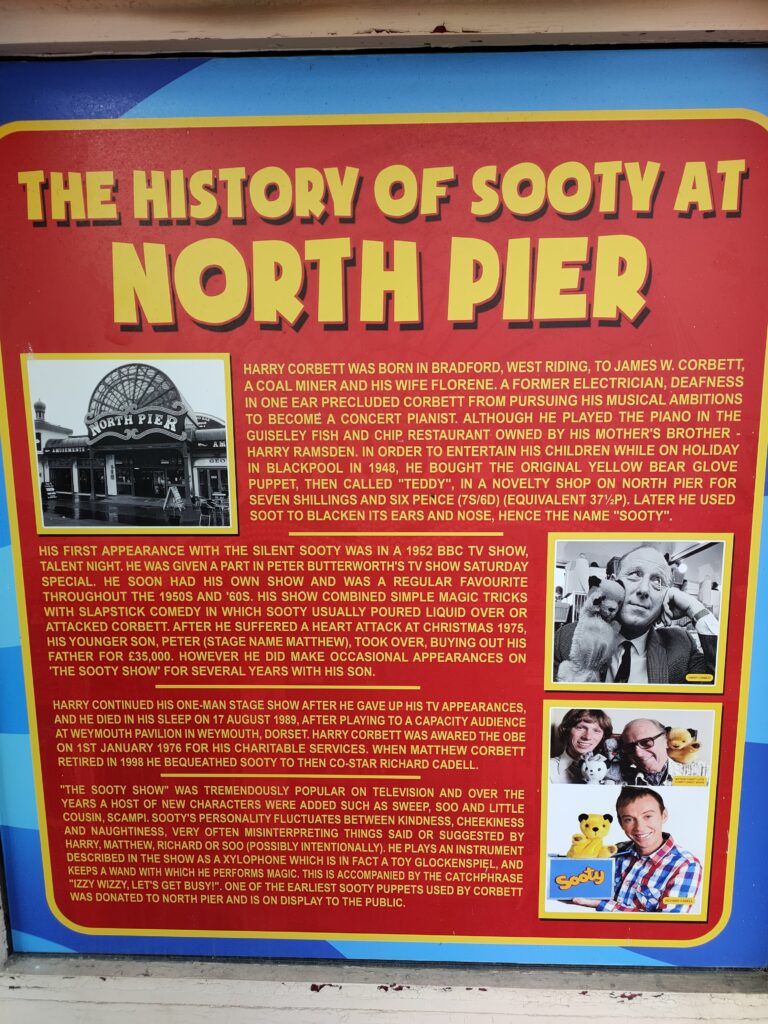 THE HISTORY OF SOOTY AT
NORTH PIER
NORTH PIER
AMUSEMENTS
HARRY CORBETT WAS BORN IN BRADFORD, WEST RIDING, TO JAMES W. CORBETT,
A COAL MINER AND HIS WIFE FLORENE. A FORMER ELECTRICIAN, DEAFNESS
IN ONE EAR PRECLUDED CORBETT FROM PURSUING HIS MUSICAL AMBITIONS
TO BECOME A CONCERT PIANIST. ALTHOUGH HE PLAYED THE PIANO IN THE
GUISELEY FISH AND CHIP RESTAURANT OWNED BY HIS MOTHER'S BROTHER -
HARRY RAMSDEN. IN ORDER TO ENTERTAIN HIS CHILDREN WHILE ON HOLIDAY
IN BLACKPOOL IN 1948, HE BOUGHT THE ORIGINAL YELLOW BEAR GLOVE
PUPPET, THEN CALLED "TEDDY", IN A NOVELTY SHOP ON NORTH PIER FOR
SEVEN SHILLINGS AND SIX PENCE (7S/6D) (EQUIVALENT 37½P). LATER HE USED
SOOT TO BLACKEN ITS EARS AND NOSE, HENCE THE NAME "SOOTY".
HIS FIRST APPEARANCE WITH THE SILENT SOOTY WAS IN A 1952 BBC TV SHOW,
TALENT NIGHT. HE WAS GIVEN A PART IN PETER BUTTERWORTH'S TV SHOW SATURDAY
SPECIAL. HE SOON HAD HIS OWN SHOW AND WAS A REGULAR FAVOURITE
THROUGHOUT THE 1950S AND '60S. HIS SHOW COMBINED SIMPLE MAGIC TRICKS
WITH SLAPSTICK COMEDY IN WHICH SOOTY USUALLY POURED LIQUID OVER OR
ATTACKED CORBETT. AFTER HE SUFFERED A HEART ATTACK AT CHRISTMAS 1975,
HIS YOUNGER SON, PETER (STAGE NAME MATTHEW), TOOK OVER, BUYING OUT HIS
FATHER FOR £35,000. HOWEVER HE DID MAKE OCCASIONAL APPEARANCES ON
'THE SOOTY SHOW' FOR SEVERAL YEARS WITH HIS SON.
HARRY CORBETT
HARRY CONTINUED HIS ONE-MAN STAGE SHOW AFTER HE GAVE UP HIS TV APPEARANCES,
AND HE DIED IN HIS SLEEP ON 17 AUGUST 1989, AFTER PLAYING TO A CAPACITY AUDIENCE
AT WEYMOUTH PAVILION IN WEYMOUTH, DORSET. HARRY CORBETT WAS AWARED THE OBE
ON 1ST JANUARY 1976 FOR HIS CHARITABLE SERVICES. WHEN MATTHEW CORBETT
RETIRED IN 1998 HE BEQUEATHED SOOTY TO THEN CO-STAR RICHARD CADELL.
"THE SOOTY SHOW" WAS TREMENDOUSLY POPULAR ON TELEVISION AND OVER THE
YEARS A HOST OF NEW CHARACTERS WERE ADDED SUCH AS SWEEP, SOO AND LITTLE
COUSIN, SCAMPI. SOOTY'S PERSONALITY FLUCTUATES BETWEEN KINDNESS, CHEEKINESS
AND NAUGHTINESS, VERY OFTEN MISINTERPRETING THINGS SAID OR SUGGESTED BY
HARRY, MATTHEW, RICHARD OR SOO (POSSIBLY INTENTIONALLY). HE PLAYS AN INSTRUMENT
DESCRIBED IN THE SHOW AS A XYLOPHONE WHICH IS IN FACT A TOY GLOCKENSPIEL, AND
KEEPS A WAND WITH WHICH HE PERFORMS MAGIC. THIS IS ACCOMPANIED BY THE CATCHPHRASE
"IZZY WIZZY, LET'S GET BUSY!". ONE OF THE EARLIEST SOOTY PUPPETS USED BY CORBETT
WAS DONATED TO NORTH PIER AND IS ON DISPLAY TO THE PUBLIC.
Sooty
RICHARD CADELL